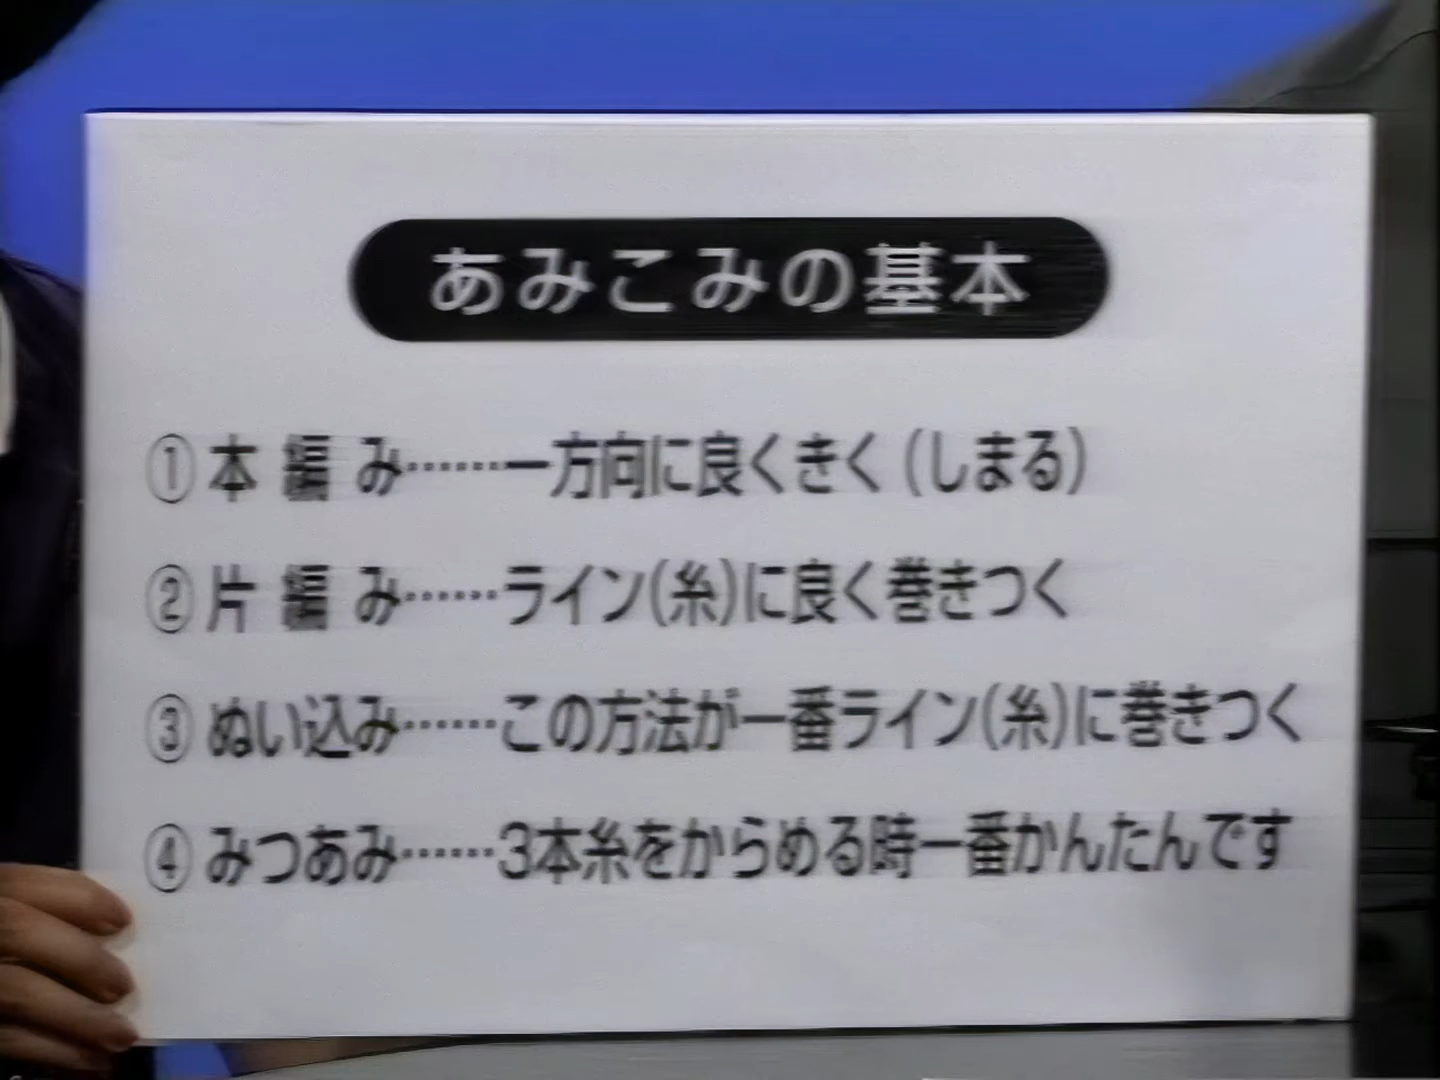 あみこみの基本
①本編み……一方向に良くきく(しまる)
②片編み……ライン(糸)に良く巻きつく
③ぬい込み……この方法が一番ライン(糸)に巻きつく
④みつあみ……3本糸をからめる時一番かんたんです